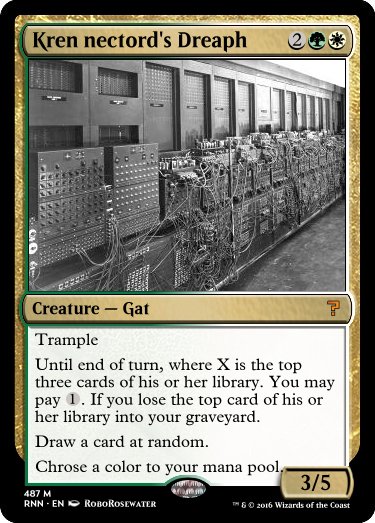 Kren nectord's Dreaph 2
Creature — Gat
Trample
Until end of turn, where X is the top
three cards of his or her library. You may
pay 1. If you lose the top card of his or
her library into your graveyard.
Draw a card at random.
Chrose a color to your mana pool.
3/5
487 M
RNN • EN RoboRosewater
™ & © 2016 Wizards of the Coast